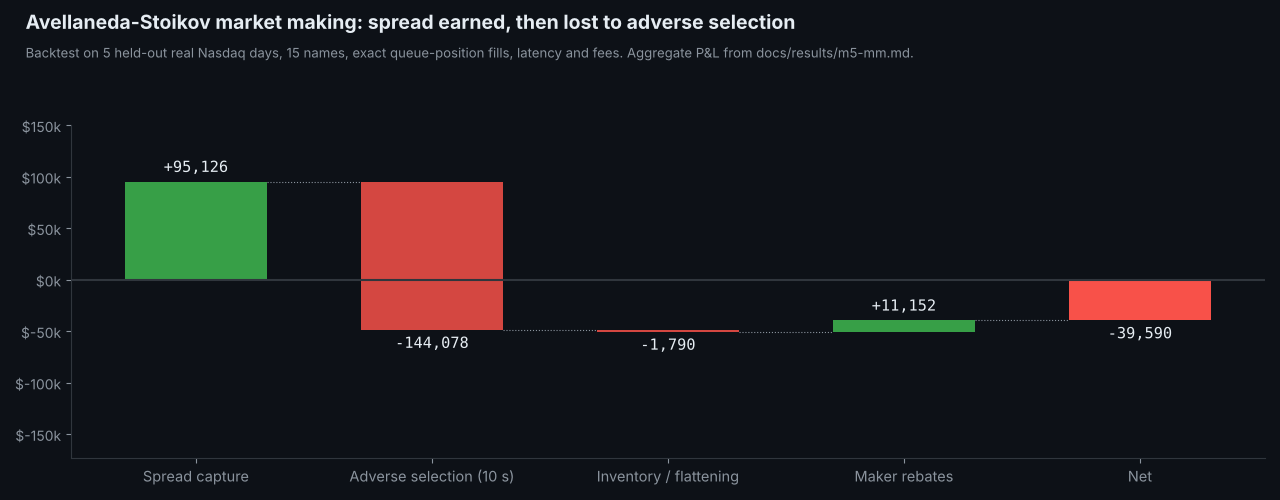 Avellaneda-Stoikov market making: spread earned, then lost to adverse selection
Backtest on 5 held-out real Nasdaq days, 15 names, exact queue-position fills, latency and fees. Aggregate P&L from docs/results/m5-mm.md.
$150k
$100k
$50k
$0k
$-50k
$-100k
$-150k
+95,126
-144,078
-1,790
+11,152
-39,590
Spread capture
Adverse selection (10 s)
Inventory / flattening
Maker rebates
Net